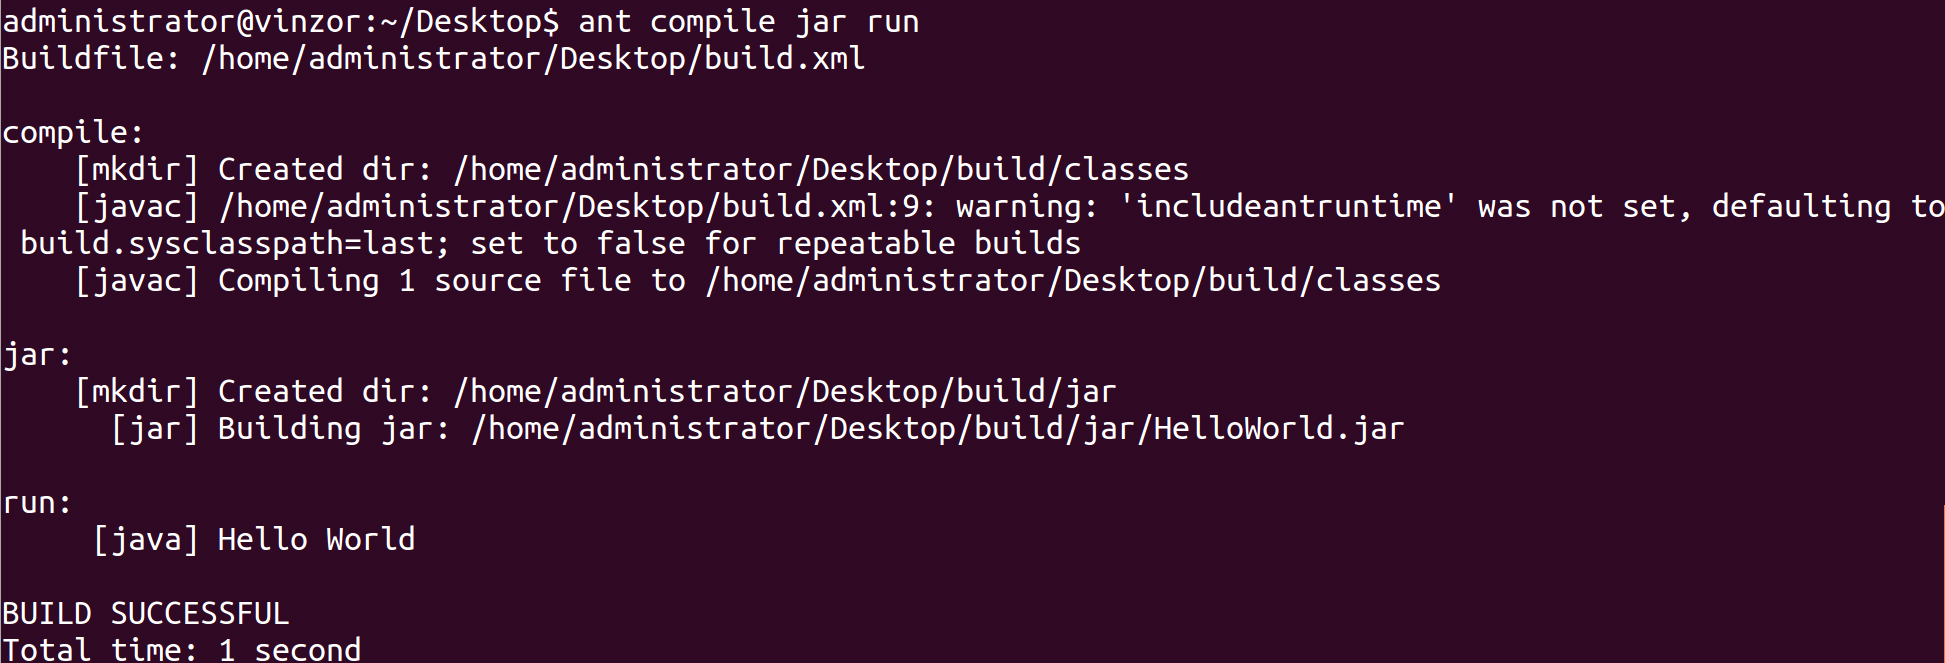 administrator@vinzor:~/Desktop$ ant compile jar run
Buildfile: /home/administrator/Desktop/build.xml

compile:
    [mkdir] Created dir: /home/administrator/Desktop/build/classes
    [javac] /home/administrator/Desktop/build.xml:9: warning: 'includeantruntime' was not set, defaulting to
 build.sysclasspath=last; set to false for repeatable builds
    [javac] Compiling 1 source file to /home/administrator/Desktop/build/classes

jar:
    [mkdir] Created dir: /home/administrator/Desktop/build/jar
      [jar] Building jar: /home/administrator/Desktop/build/jar/HelloWorld.jar

run:
     [java] Hello World

BUILD SUCCESSFUL
Total time: 1 second